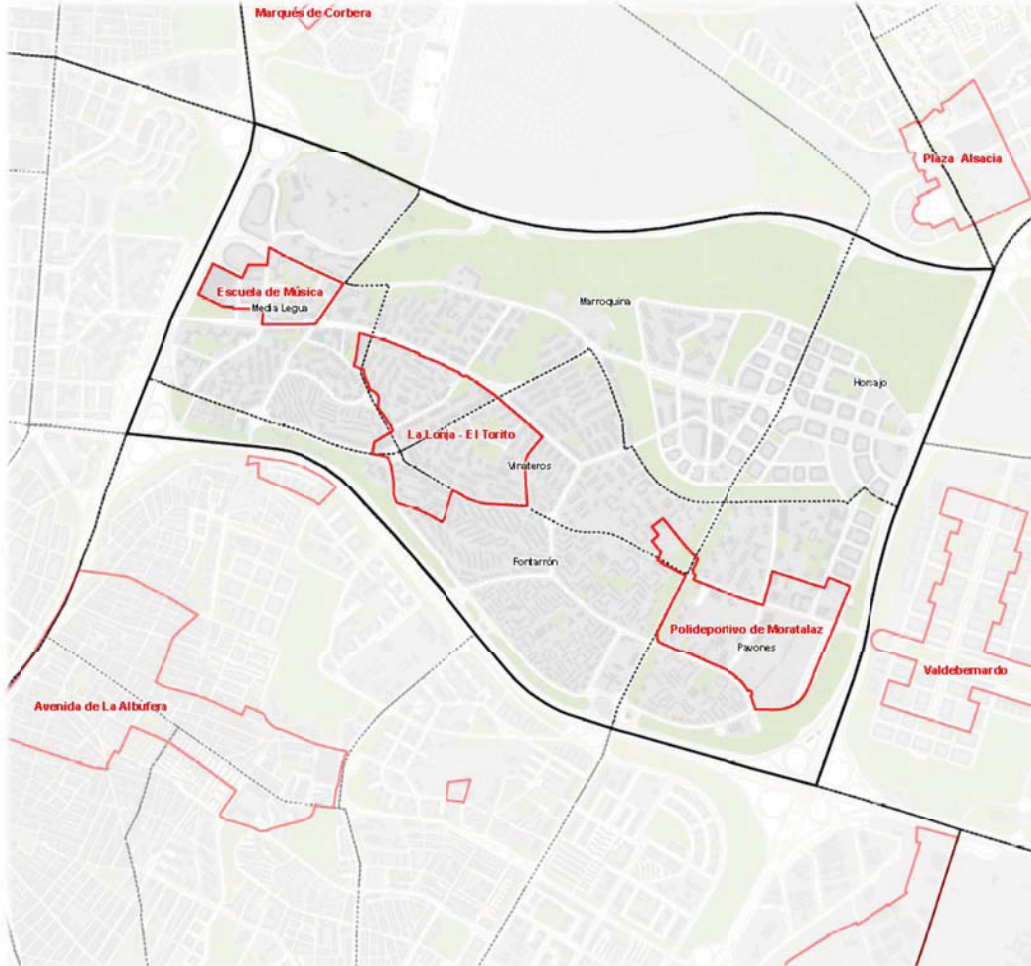 Marqués de Corbera
Plaza Alsacia
Escuela de Música
Media Legua
Marroquina
Horcajo
La Lonja - El Torito
Vinateros
Fontarrón
Polideportivo de Moratalaz
Pavones
Valdebernardo
Avenida de La Albufera